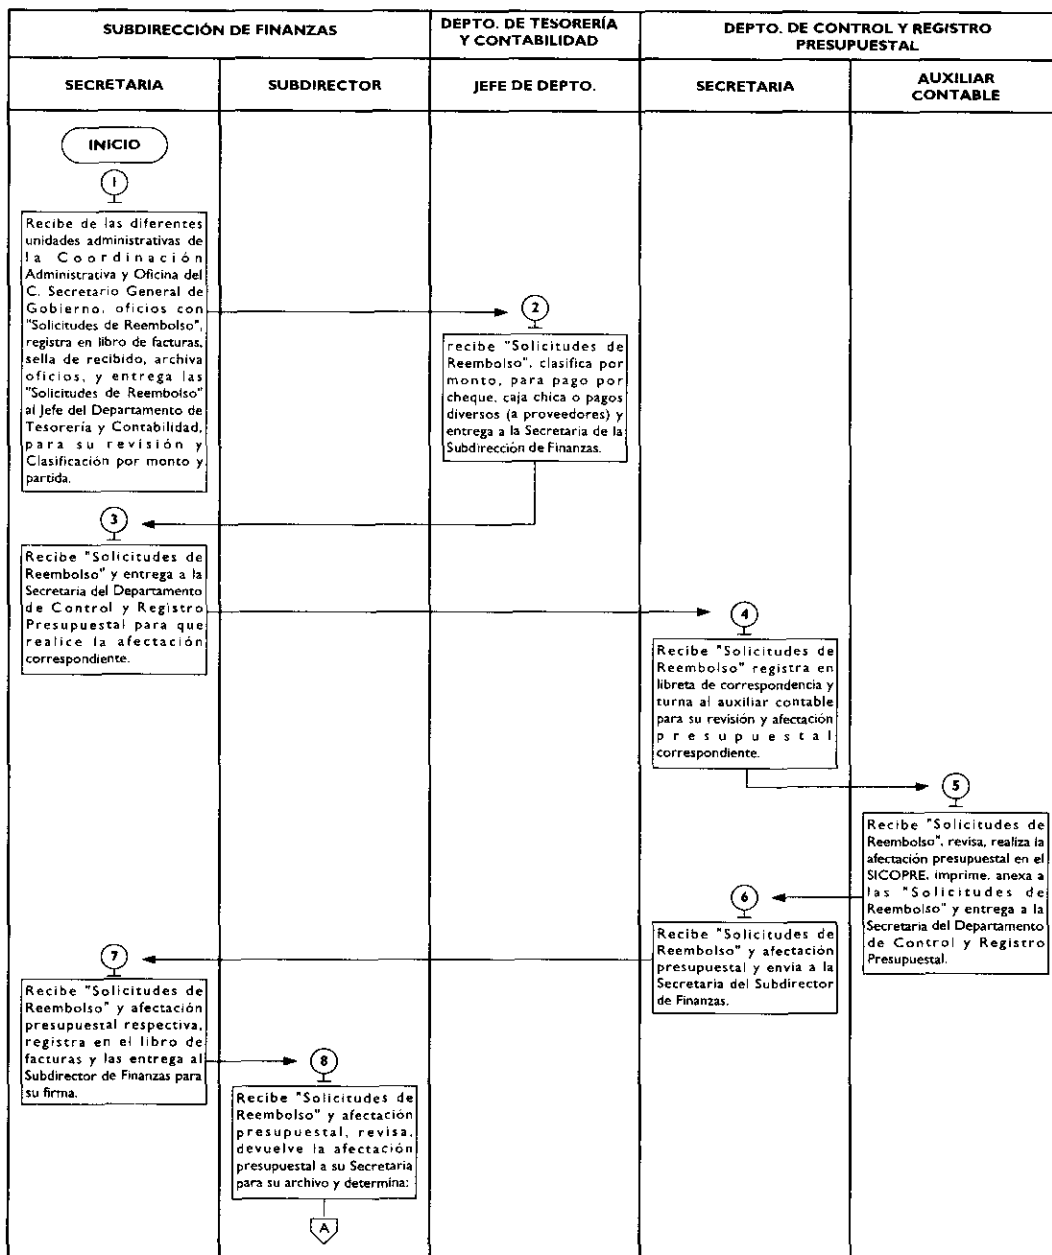 SUBDIRECCIÓN DE FINANZAS
DEPTO. DE TESORERÍA
Y CONTABILIDAD
DEPTO. DE CONTROL Y REGISTRO
PRESUPUESTAL
SECRETARIA
SUBDIRECTOR
JEFE DE DEPTO.
SECRETARIA
AUXILIAR
CONTABLE
INICIO
1
Recibe de las diferentes
unidades administrativas de
la Coordinación
Administrativa y Oficina del
C. Secretario General de
Gobierno, oficios con
"Solicitudes de Reembolso",
registra en libro de facturas,
sella de recibido, archiva
oficios, y entrega las
"Solicitudes de Reembolso"
al Jefe del Departamento de
Tesorería y Contabilidad,
para su revisión y
Clasificación por monto y
partida.
2
recibe "Solicitudes de
Reembolso", clasifica por
monto, para pago por
cheque, caja chica o pagos
diversos (a proveedores) y
entrega a la Secretaria de la
Subdirección de Finanzas.
3
Recibe "Solicitudes de
Reembolso" y entrega a la
Secretaria del Departamento
de Control y Registro
Presupuestal para que
realice la afectación
correspondiente.
4
Recibe "Solicitudes de
Reembolso" registra en
libreta de correspondencia y
turna al auxiliar contable
para su revisión y afectación
presupuestal
correspondiente.
5
Recibe "Solicitudes de
Reembolso", revisa, realiza la
afectación presupuestal en el
SICOPRE, imprime, anexa a
las "Solicitudes de
Reembolso" y entrega a la
Secretaria del Departamento
de Control y Registro
Presupuestal.
6
Recibe "Solicitudes de
Reembolso" y afectación
presupuestal y envia a la
Secretaria del Subdirector
de Finanzas.
7
Recibe "Solicitudes de
Reembolso" y afectación
presupuestal respectiva,
registra en el libro de
facturas y las entrega al
Subdirector de Finanzas para
su firma.
8
Recibe "Solicitudes de
Reembolso" y afectación
presupuestal, revisa,
devuelve la afectación
presupuestal a su Secretaria
para su archivo y determina:
A